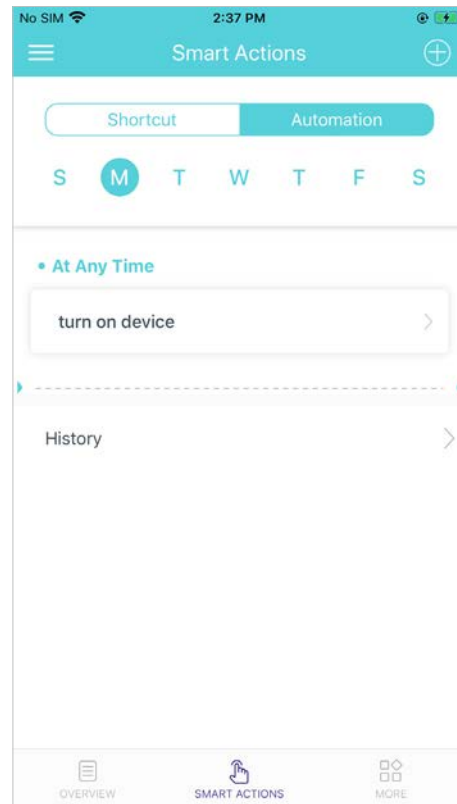 No SIM 2:37 PM
Smart Actions
Shortcut Automation
S M T W T F S
• At Any Time
turn on device
History
OVERVIEW SMART ACTIONS MORE